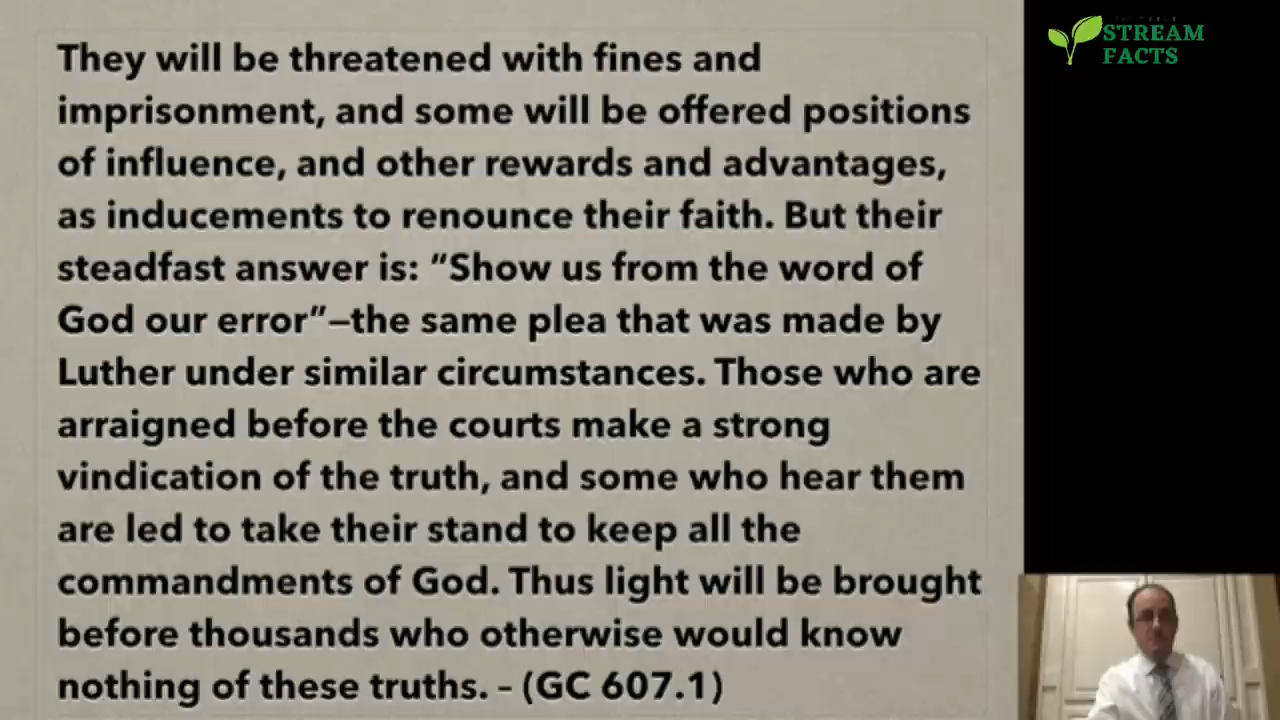 They will be threatened with fines and
imprisonment, and some will be offered positions
of influence, and other rewards and advantages,
as inducements to renounce their faith. But their
steadfast answer is: “Show us from the word of
God our error”—the same plea that was made by
Luther under similar circumstances. Those who are
arraigned before the courts make a strong
vindication of the truth, and some who hear them
are led to take their stand to keep all the
commandments of God. Thus light will be brought
before thousands who otherwise would know
nothing of these truths. – (GC 607.1)
STREAM
FACTS